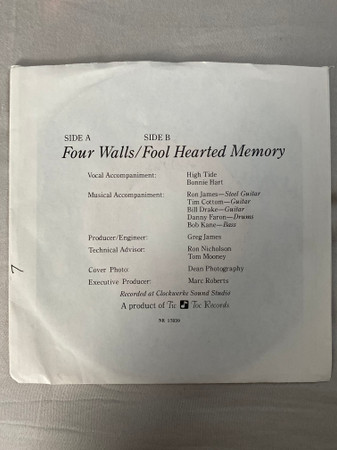 SIDE A SIDE B
Four Walls/Fool Hearted Memory
Vocal Accompaniment: High Tide
Bonnie Hart
Musical Accompaniment: Ron James—Steel Guitar
Tim Cottom—Guitar
Bill Drake—Guitar
Danny Faron—Drums
Bob Kane—Bass
Producer/Engineer: Greg James
Technical Advisor: Ron Nicholson
Tom Mooney
Cover Photo: Dean Photography
Executive Producer: Marc Roberts
Recorded at Clockwerke Sound Studio
A product of Tic Toc Records
NR
7